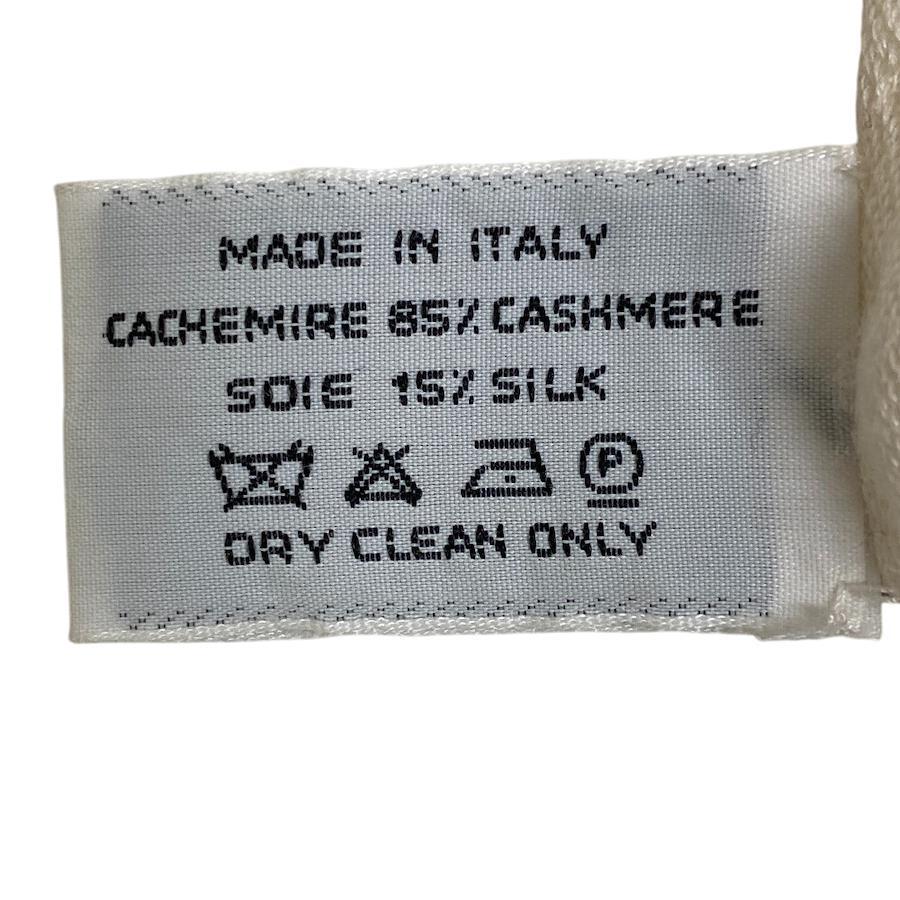 MADE IN ITALY
CACHEMIRE 85% CASHMERE
SOIE 15% SILK
P
DRY CLEAN ONLY